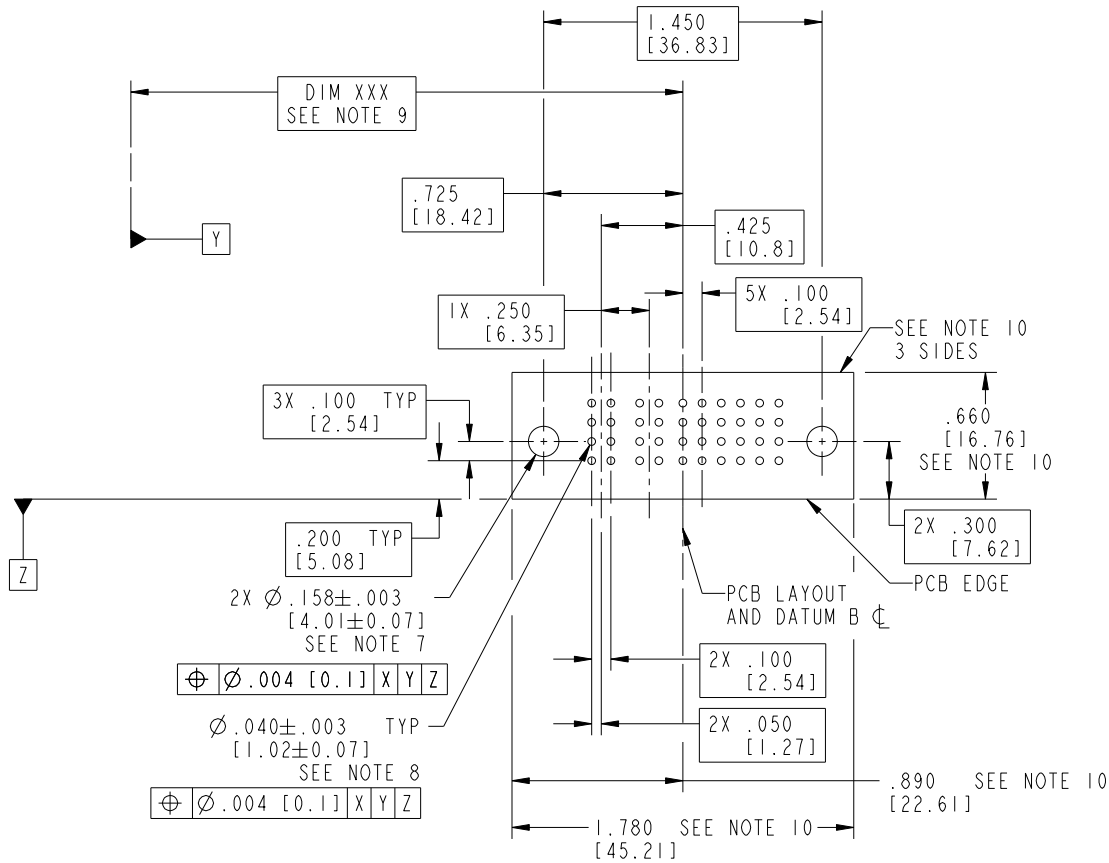 1.450
[36.83]
DIM XXX
SEE NOTE 9
.725
[18.42]
Y
.425
[10.8]
1X .250
[6.35]
5X .100
[2.54]
SEE NOTE 10
3 SIDES
3X .100 TYP
[2.54]
.660
[16.76]
SEE NOTE 10
.200 TYP
[5.08]
2X .300
[7.62]
Z
PCB EDGE
2X Ø.158±.003
[4.01±0.07]
SEE NOTE 7
PCB LAYOUT
AND DATUM B ℄
⌖ Ø.004 [0.1] X Y Z
2X .100
[2.54]
Ø.040±.003 TYP
[1.02±0.07]
SEE NOTE 8
2X .050
[1.27]
⌖ Ø.004 [0.1] X Y Z
.890 SEE NOTE 10
[22.61]
1.780 SEE NOTE 10
[45.21]